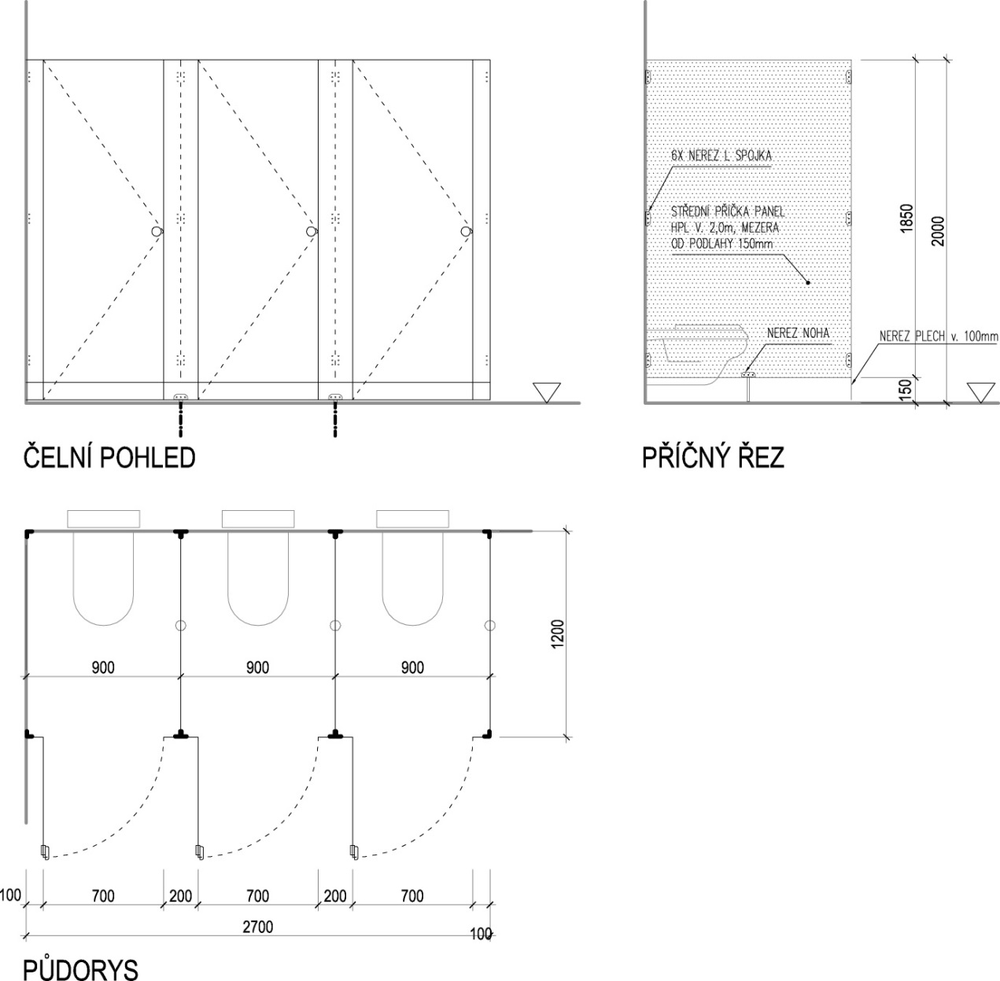 6X NEREZ L SPOJKA
STŘEDNÍ PŘÍČKA PANEL
HPL V. 2,0m, MEZERA
OD PODLAHY 150mm
NEREZ NOHA
NEREZ PLECH v. 100mm
1850
2000
150
ČELNÍ POHLED
PŘÍČNÝ ŘEZ
900
900
900
1200
100
700
200
700
200
700
100
2700
PŮDORYS